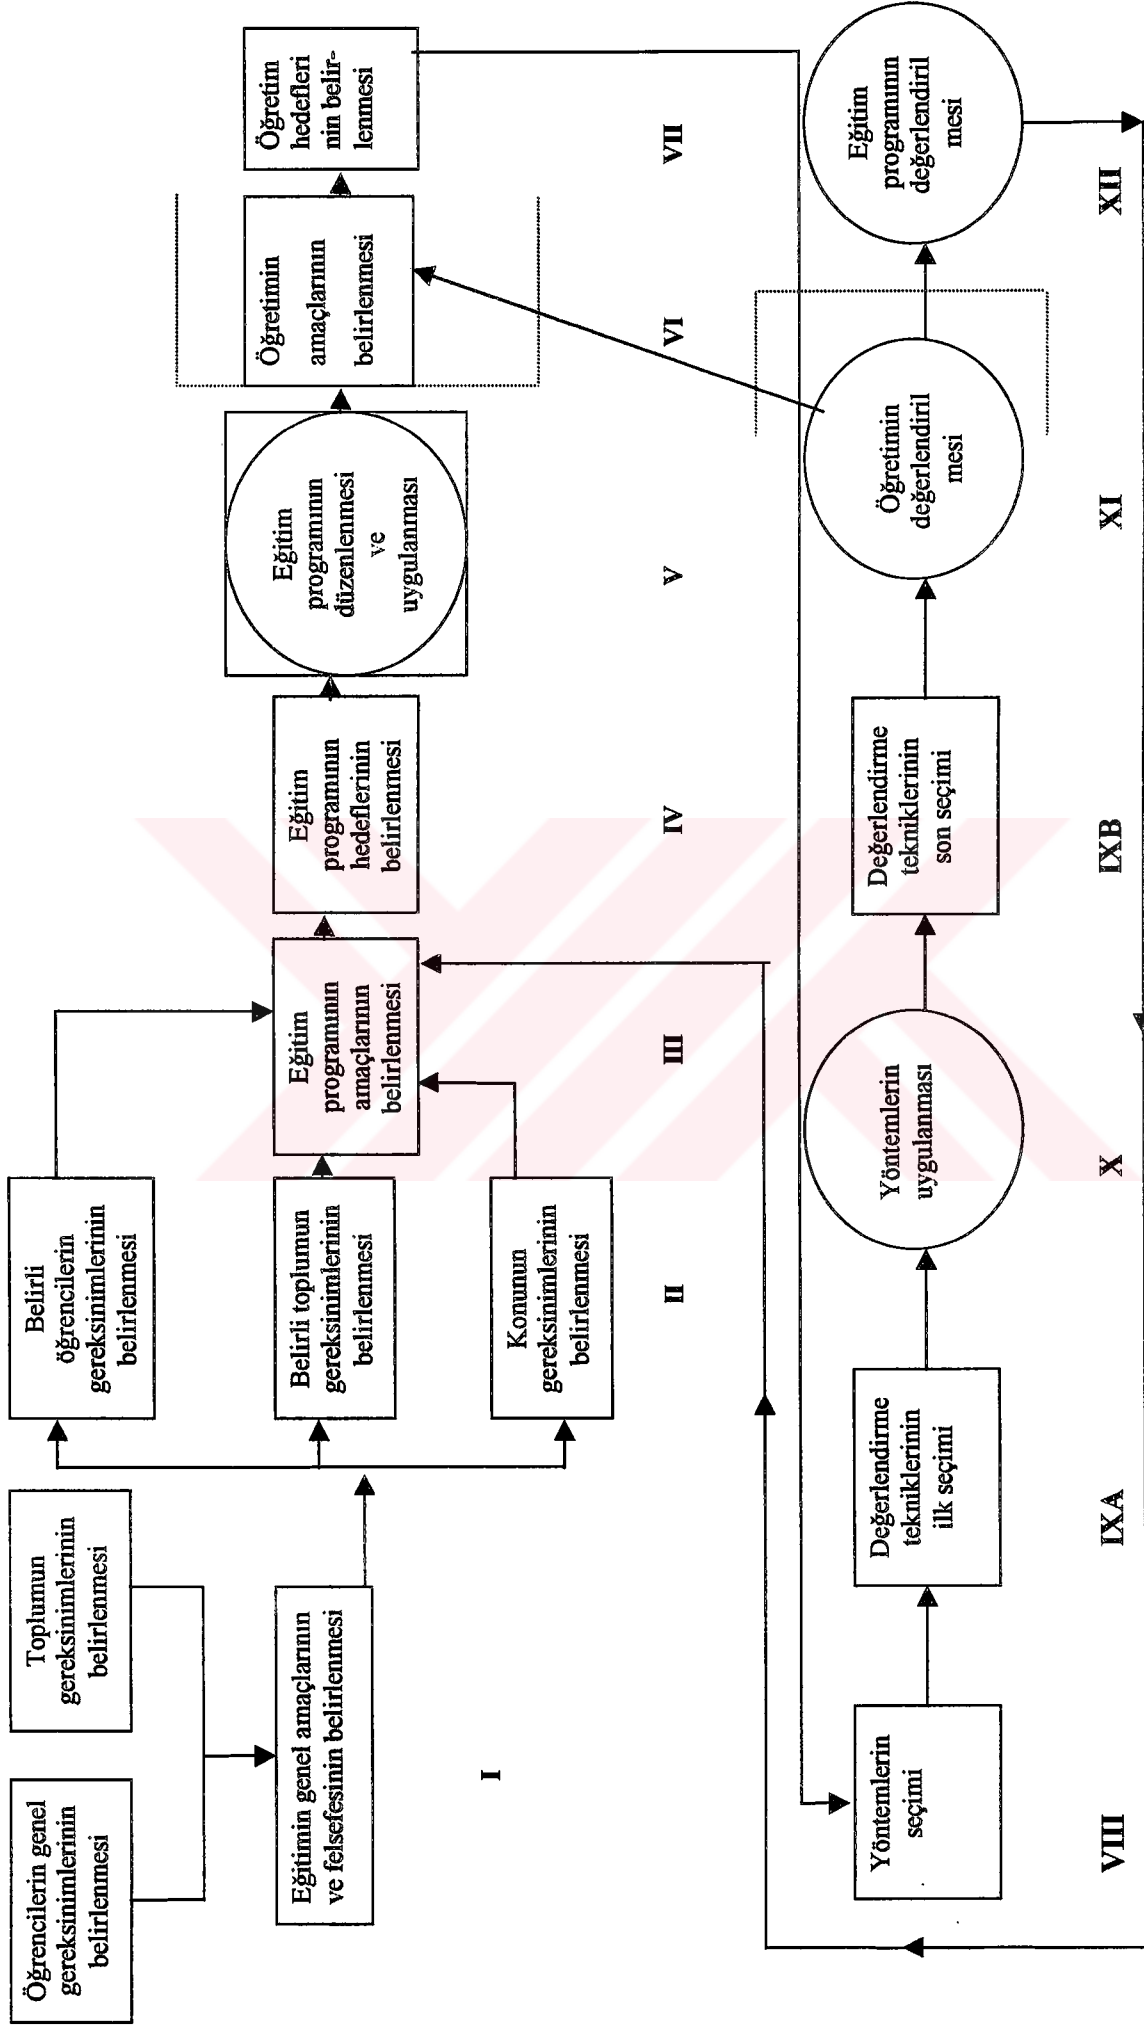 Öğrencilerin genel
gereksinimlerinin
belirlenmesi
Toplumun
gereksinimlerinin
belirlenmesi
Eğitimin genel amaçlarının
ve felsefesinin belirlenmesi
I
Belirli
öğrencilerin
gereksinimlerinin
belirlenmesi
Belirli toplumun
gereksinimlerinin
belirlenmesi
Konunun
gereksinimlerinin
belirlenmesi
II
Eğitim
programının
amaçlarının
belirlenmesi
III
Eğitim
programının
hedeflerinin
belirlenmesi
IV
Eğitim
programının
düzenlenmesi
ve
uygulanması
V
Öğretimin
amaçlarının
belirlenmesi
VI
Öğretim
hedefleri
nin belir-
lenmesi
VII
Yöntemlerin
seçimi
VIII
Değerlendirme
tekniklerinin
ilk seçimi
IXA
Yöntemlerin
uygulanması
X
Değerlendirme
tekniklerinin
son seçimi
IXB
Öğretimin
değerlendiril
mesi
XI
Eğitim
programının
değerlendiril
mesi
XII